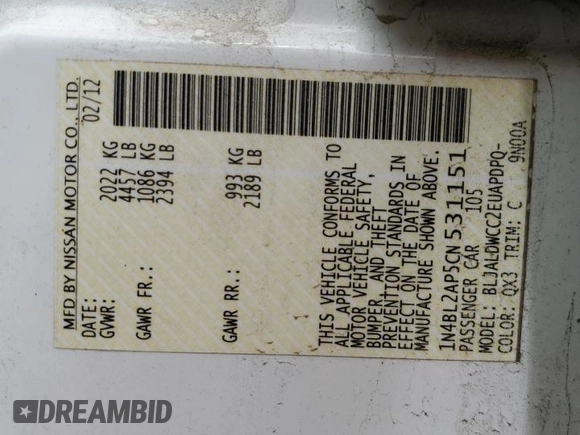 MFD BY NISSAN MOTOR CO., LTD.
DATE: 02/12
GVWR: 2022 KG
4457 LB
GAWR FR.: 1086 KG
2394 LB
GAWR RR.: 993 KG
2189 LB
THIS VEHICLE CONFORMS TO
ALL APPLICABLE FEDERAL
MOTOR VEHICLE SAFETY,
BUMPER, AND THEFT
PREVENTION STANDARDS IN
EFFECT ON THE DATE OF
MANUFACTURE SHOWN ABOVE.
1N4BL2AP5CN531151
PASSENGER CAR 105
MODEL: BLJALDWCC2EUAPDPQ-
COLOR: QX3 TRIM: C 9N00A
DREAMBID